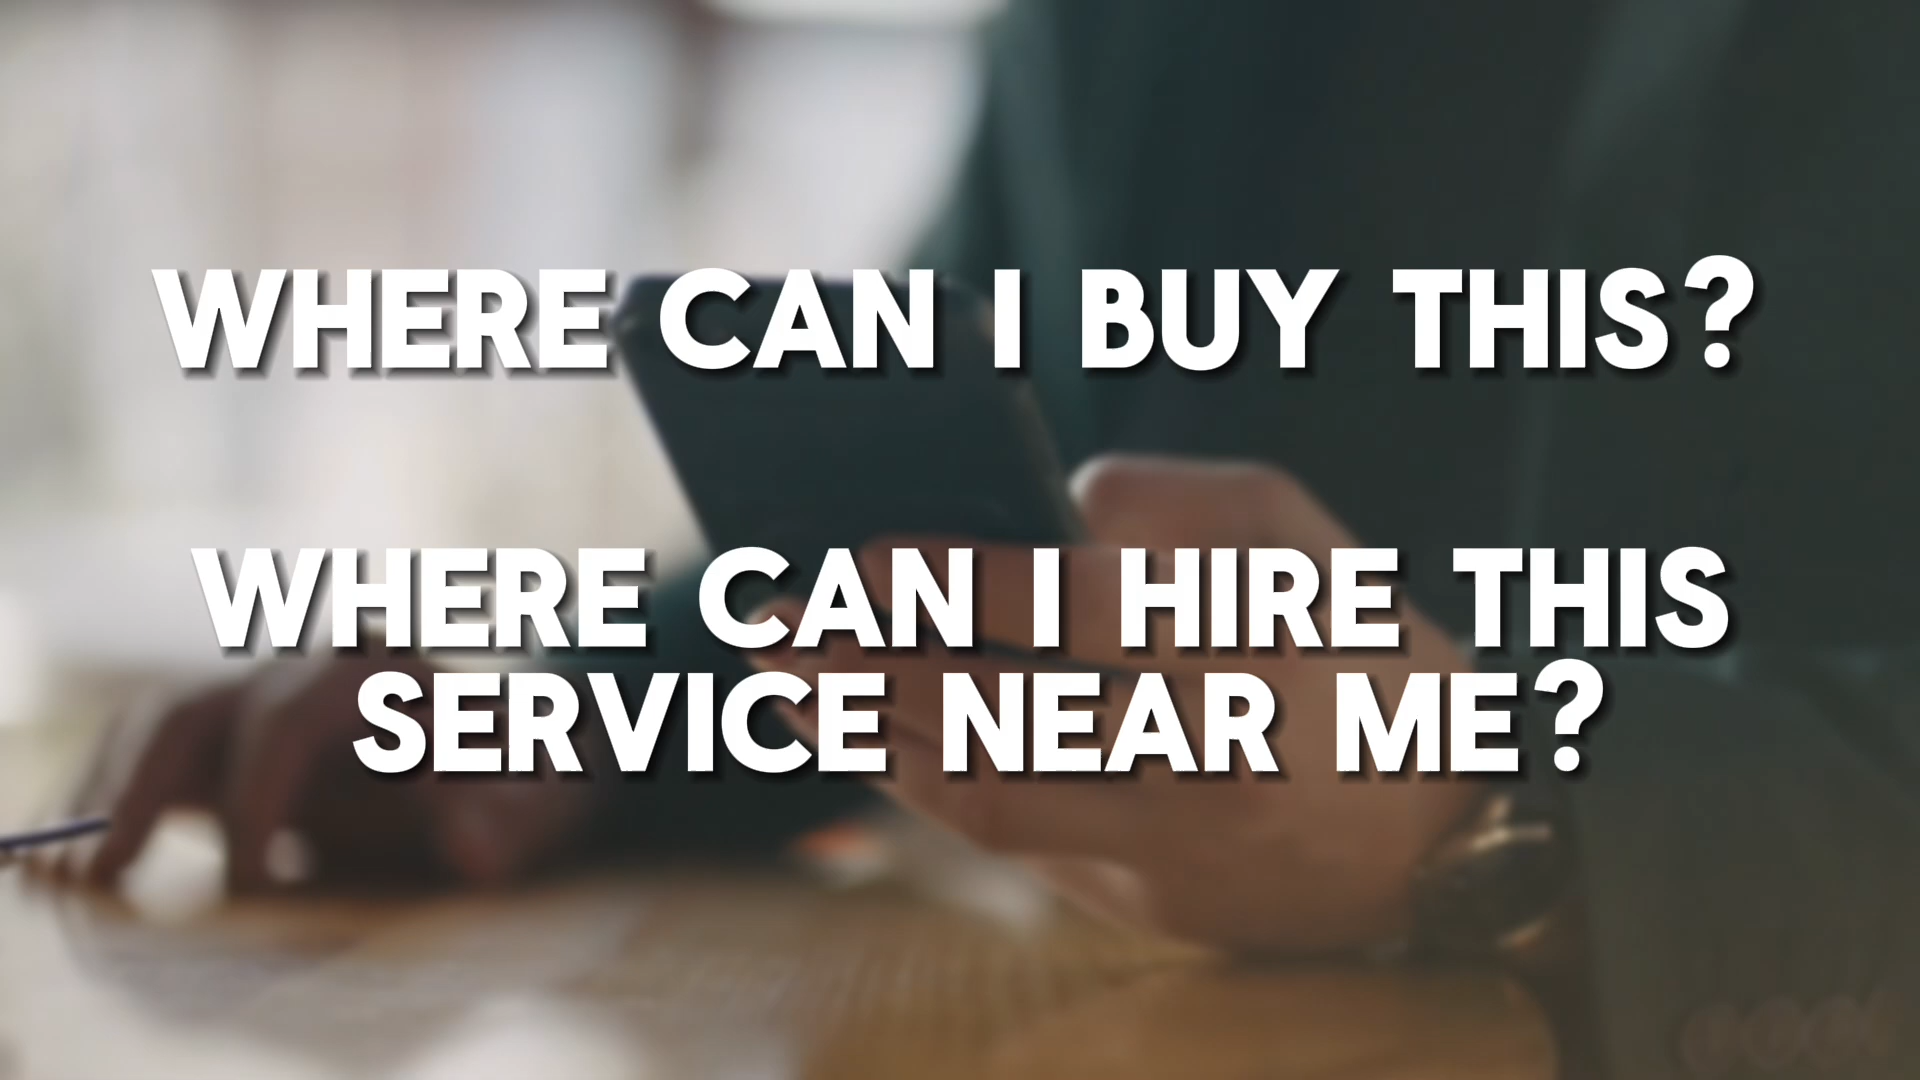 WHERE CAN I BUY THIS?
WHERE CAN I HIRE THIS
SERVICE NEAR ME?